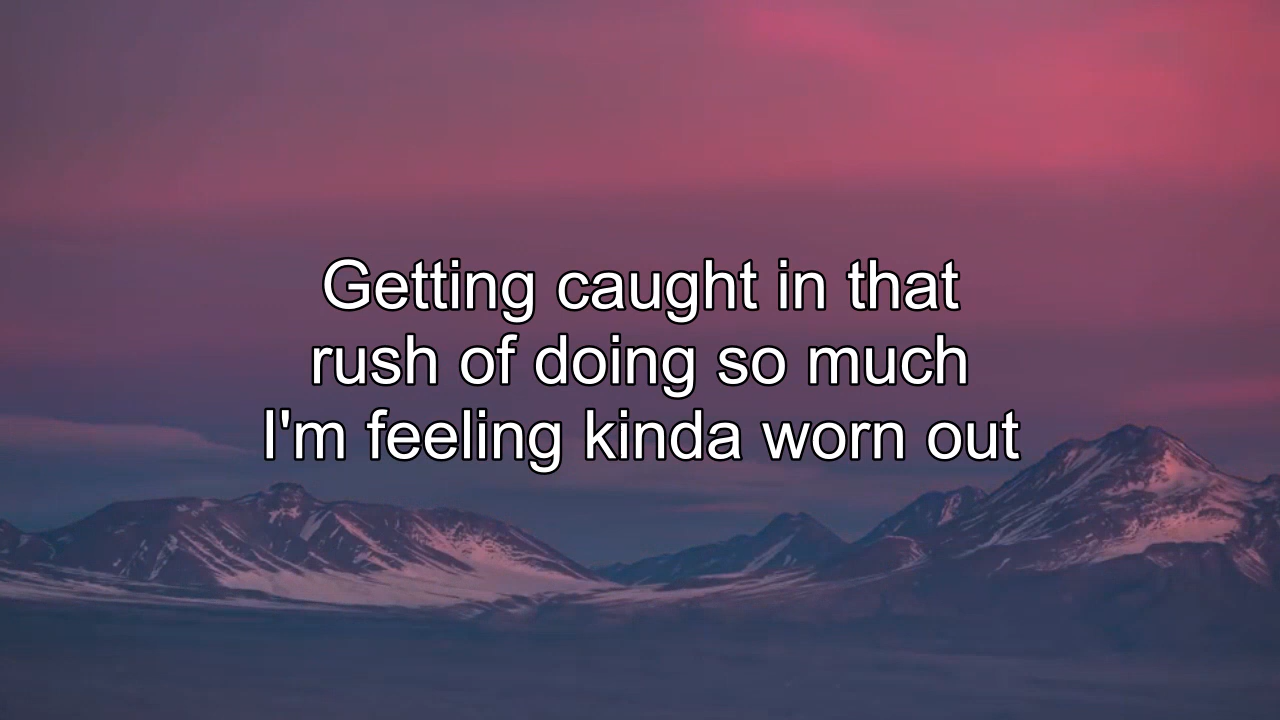 Getting caught in that
rush of doing so much
I'm feeling kinda worn out